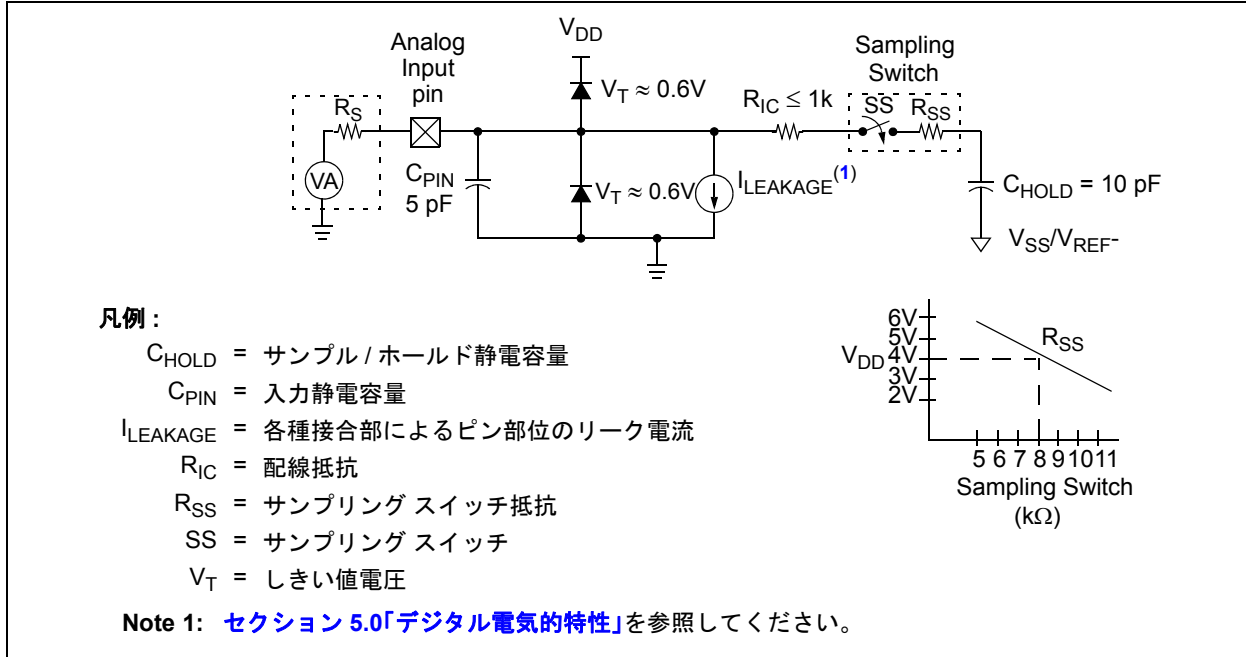 V_DD
Analog Input pin
Sampling Switch
V_T ≈ 0.6V
R_IC ≤ 1k
SS
R_SS
R_S
VA
C_PIN
5 pF
V_T ≈ 0.6V
I_LEAKAGE(1)
C_HOLD = 10 pF
V_SS/V_REF-
凡例 :
C_HOLD = サンプル / ホールド静電容量
C_PIN = 入力静電容量
I_LEAKAGE = 各種接合部によるピン部位のリーク電流
R_IC = 配線抵抗
R_SS = サンプリング スイッチ抵抗
SS = サンプリング スイッチ
V_T = しきい値電圧
6V
5V
V_DD 4V
3V
2V
R_SS
5 6 7 8 9 10 11
Sampling Switch
(kΩ)
Note 1: セクション 5.0「デジタル電気的特性」を参照してください。